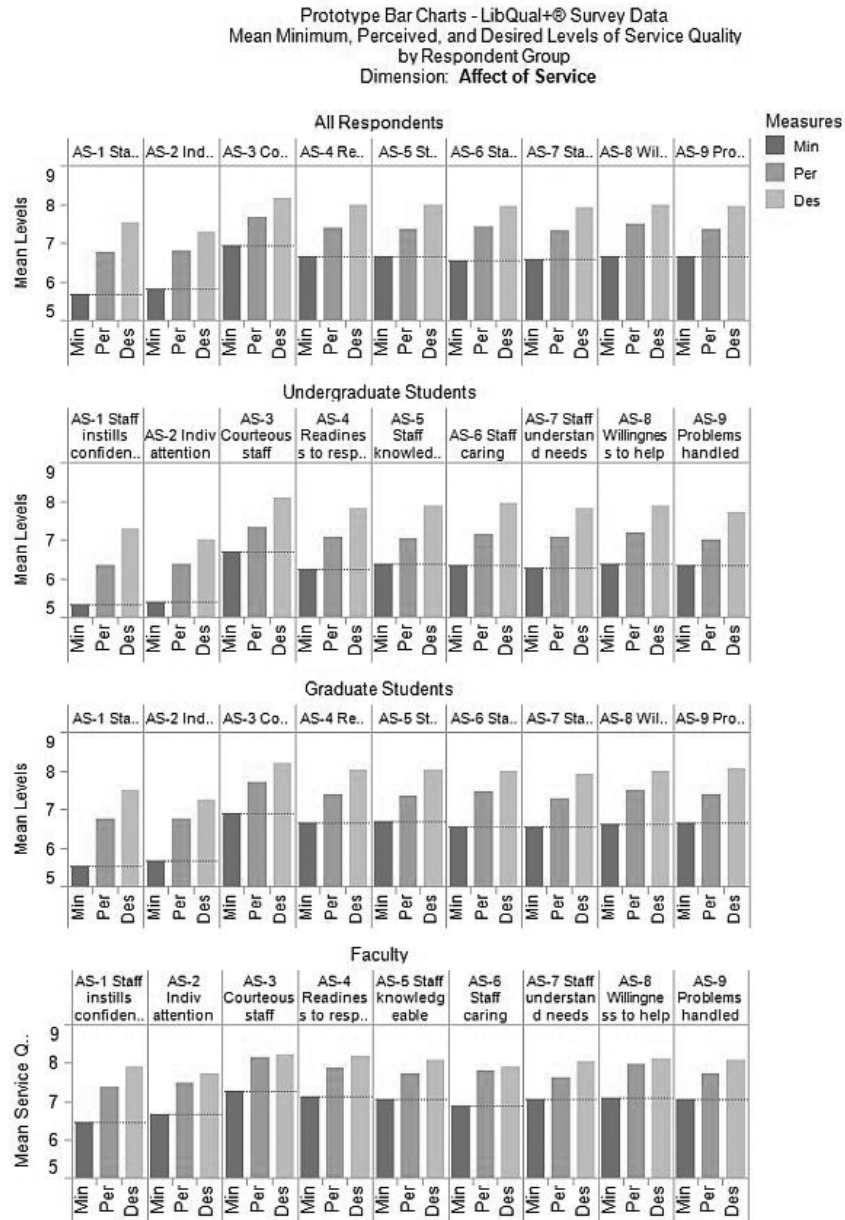 Prototype Bar Charts - LibQual+® Survey Data
Mean Minimum, Perceived, and Desired Levels of Service Quality
by Respondent Group
Dimension: Affect of Service
All Respondents
Measures
Min
Per
Des
AS-1 Sta.. AS-2 Ind.. AS-3 Co.. AS-4 Re.. AS-5 St.. AS-6 Sta.. AS-7 Sta.. AS-8 Wil.. AS-9 Pro..
Mean Levels
9
8
7
6
5
Min Per Des Min Per Des Min Per Des Min Per Des Min Per Des Min Per Des Min Per Des Min Per Des Min Per Des
Undergraduate Students
AS-1 Staff
instills
confiden..
AS-2 Indiv
attention
AS-3
Courteous
staff
AS-4
Readines
s to resp..
AS-5
Staff
knowled..
AS-6 Staff
caring
AS-7 Staff
understan
d needs
AS-8
Willingnes
s to help
AS-9
Problems
handled
Mean Levels
9
8
7
6
5
Min Per Des Min Per Des Min Per Des Min Per Des Min Per Des Min Per Des Min Per Des Min Per Des Min Per Des
Graduate Students
AS-1 Sta.. AS-2 Ind.. AS-3 Co.. AS-4 Re.. AS-5 St.. AS-6 Sta.. AS-7 Sta.. AS-8 Wil.. AS-9 Pro..
Mean Levels
9
8
7
6
5
Min Per Des Min Per Des Min Per Des Min Per Des Min Per Des Min Per Des Min Per Des Min Per Des Min Per Des
Faculty
AS-1 Staff
instills
confiden..
AS-2
Indiv
attention
AS-3
Courteous
staff
AS-4
Readines
s to resp..
AS-5 Staff
knowledg
eable
AS-6
Staff
caring
AS-7 Staff
understan
d needs
AS-8
Willingne
ss to help
AS-9
Problems
handled
Mean Service Q..
9
8
7
6
5
Min Per Des Min Per Des Min Per Des Min Per Des Min Per Des Min Per Des Min Per Des Min Per Des Min Per Des